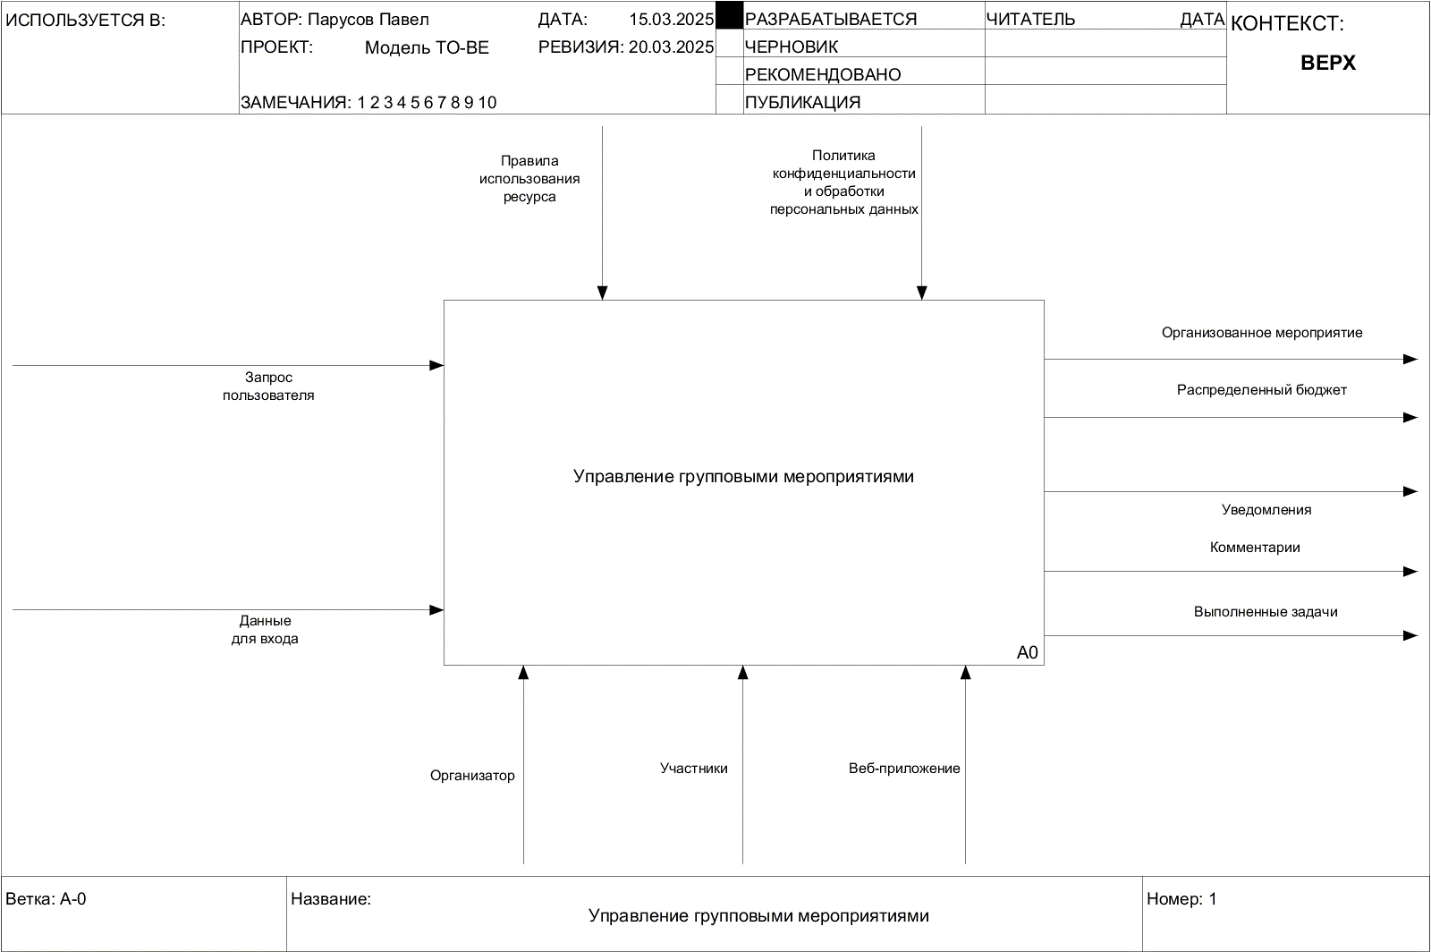 ИСПОЛЬЗУЕТСЯ В:
АВТОР: Парусов Павел
ДАТА: 15.03.2025
ПРОЕКТ: Модель TO-BE
РЕВИЗИЯ: 20.03.2025
ЗАМЕЧАНИЯ: 1 2 3 4 5 6 7 8 9 10
РАЗРАБАТЫВАЕТСЯ
ЧЕРНОВИК
РЕКОМЕНДОВАНО
ПУБЛИКАЦИЯ
ЧИТАТЕЛЬ
ДАТА
КОНТЕКСТ:
ВЕРХ
Правила
использования
ресурса
Политика
конфиденциальности
и обработки
персональных данных
Запрос
пользователя
Данные
для входа
Управление групповыми мероприятиями
A0
Организованное мероприятие
Распределенный бюджет
Уведомления
Комментарии
Выполненные задачи
Организатор
Участники
Веб-приложение
Ветка: A-0
Название:
Управление групповыми мероприятиями
Номер: 1